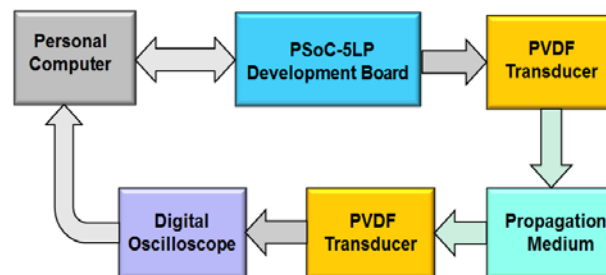 Personal
Computer
PSoC-5LP
Development Board
PVDF
Transducer
Digital
Oscilloscope
PVDF
Transducer
Propagation
Medium